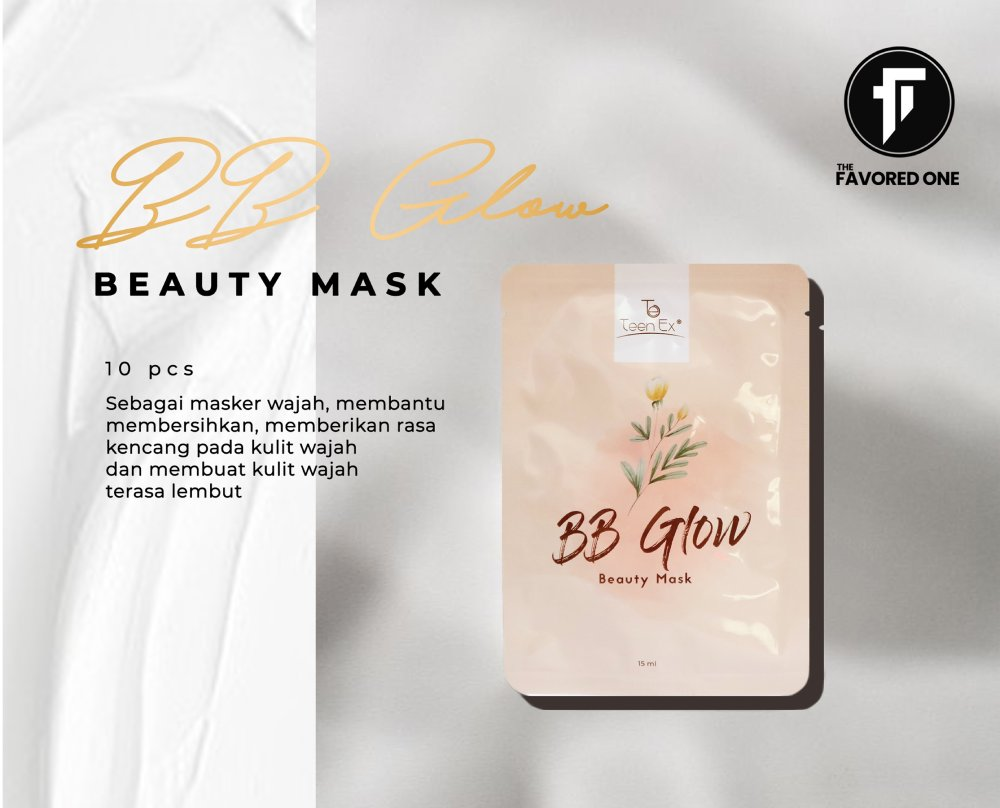 THE
FAVORED ONE
BB Glow
BEAUTY MASK
10 pcs
Sebagai masker wajah, membantu
membersihkan, memberikan rasa
kencang pada kulit wajah
dan membuat kulit wajah
terasa lembut
Te
Teen Ex®
BB Glow
Beauty Mask
15 ml